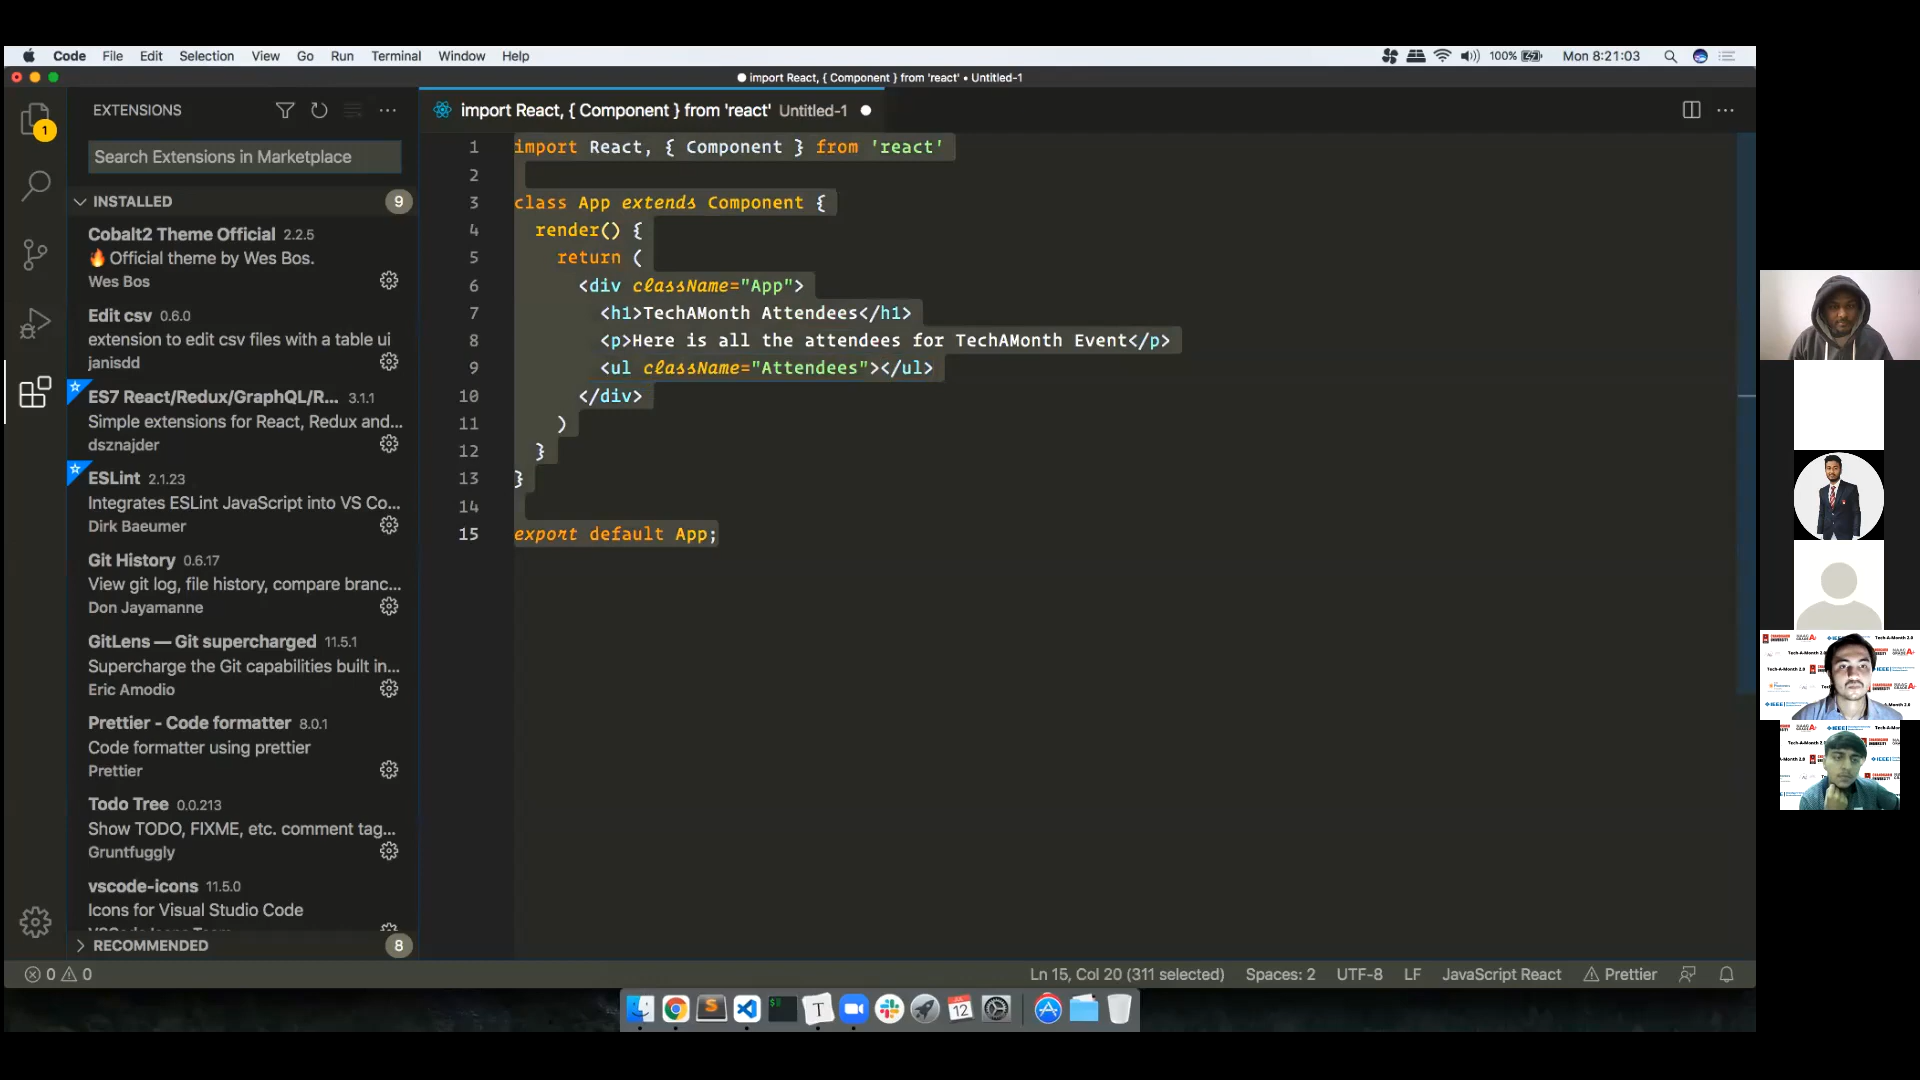 Code File Edit Selection View Go Run Terminal Window Help
100% Mon 8:21:03
import React, { Component } from 'react' • Untitled-1
EXTENSIONS
import React, { Component } from 'react' Untitled-1
1
Search Extensions in Marketplace
INSTALLED 9
Cobalt2 Theme Official 2.2.5
Official theme by Wes Bos.
Wes Bos
Edit csv 0.6.0
extension to edit csv files with a table ui
janisdd
ES7 React/Redux/GraphQL/R... 3.1.1
Simple extensions for React, Redux and...
dsznajder
ESLint 2.1.23
Integrates ESLint JavaScript into VS Co...
Dirk Baeumer
Git History 0.6.17
View git log, file history, compare branc...
Don Jayamanne
GitLens — Git supercharged 11.5.1
Supercharge the Git capabilities built in...
Eric Amodio
Prettier - Code formatter 8.0.1
Code formatter using prettier
Prettier
Todo Tree 0.0.213
Show TODO, FIXME, etc. comment tag...
Gruntfuggly
vscode-icons 11.5.0
Icons for Visual Studio Code
RECOMMENDED 8
1 import React, { Component } from 'react'
2
3 class App extends Component {
4 render() {
5 return (
6 <div className="App">
7 <h1>TechAMonth Attendees</h1>
8 <p>Here is all the attendees for TechAMonth Event</p>
9 <ul className="Attendees"></ul>
10 </div>
11 )
12 }
13 }
14
15 export default App;
0 0
Ln 15, Col 20 (311 selected) Spaces: 2 UTF-8 LF JavaScript React Prettier
12
Tech-A-Month 2.0
IEEE